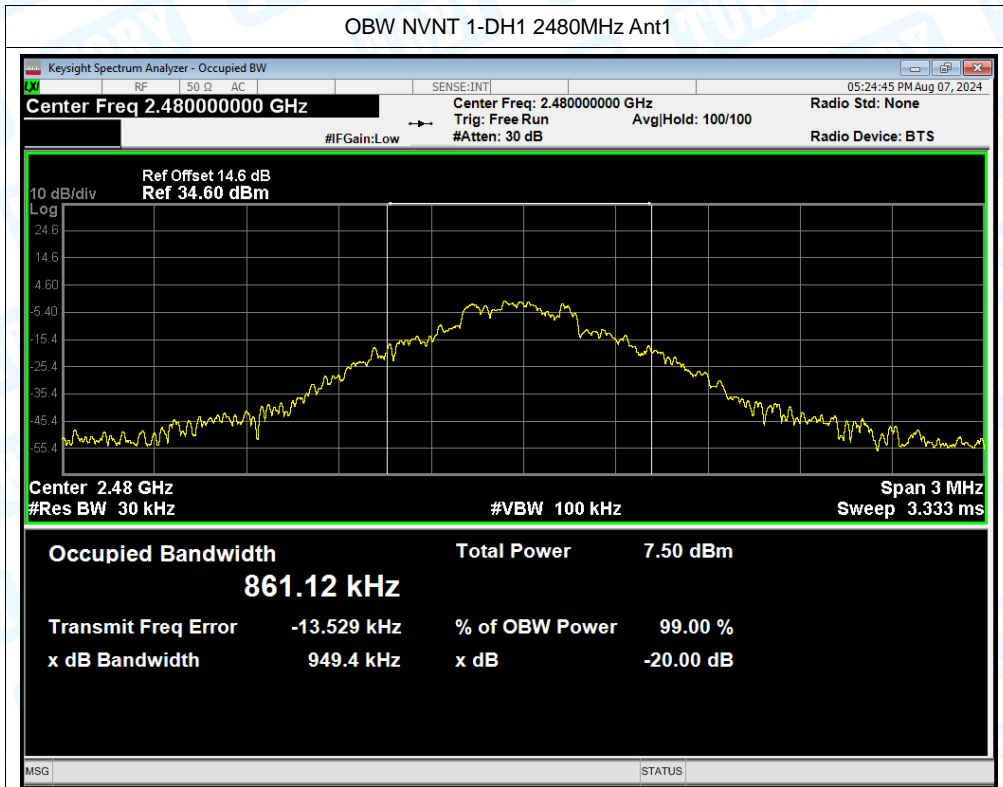 OBW NVNT 1-DH1 2480MHz Ant1
Keysight Spectrum Analyzer - Occupied BW
LXI RF 50 Ω AC SENSE:INT 05:24:45 PM Aug 07, 2024
Center Freq 2.480000000 GHz Center Freq: 2.480000000 GHz Radio Std: None
Trig: Free Run Avg|Hold: 100/100
#IFGain:Low #Atten: 30 dB Radio Device: BTS
Ref Offset 14.6 dB
10 dB/div Ref 34.60 dBm
Log
24.6
14.6
4.60
-5.40
-15.4
-25.4
-35.4
-45.4
-55.4
Center 2.48 GHz Span 3 MHz
#Res BW 30 kHz #VBW 100 kHz Sweep 3.333 ms
Occupied Bandwidth Total Power 7.50 dBm
861.12 kHz
Transmit Freq Error -13.529 kHz % of OBW Power 99.00 %
x dB Bandwidth 949.4 kHz x dB -20.00 dB
MSG STATUS